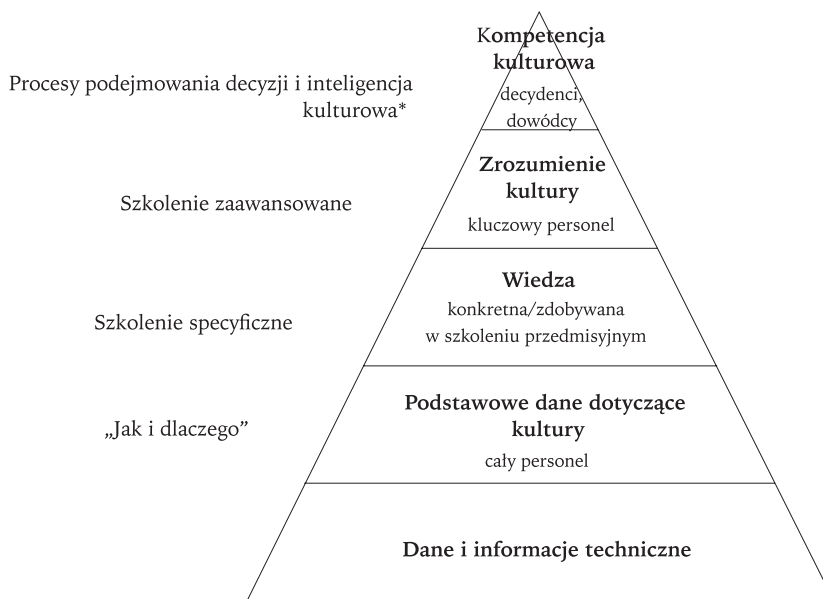 Kompetencja
kulturowa
decydenci,
dowódcy
Procesy podejmowania decyzji i inteligencja
kulturowa*
Zrozumienie
kultury
kluczowy personel
Szkolenie zaawansowane
Wiedza
konkretna/zdobywana
w szkoleniu przedmisyjnym
Szkolenie specyficzne
Podstawowe dane dotyczące
kultury
cały personel
„Jak i dlaczego”
Dane i informacje techniczne